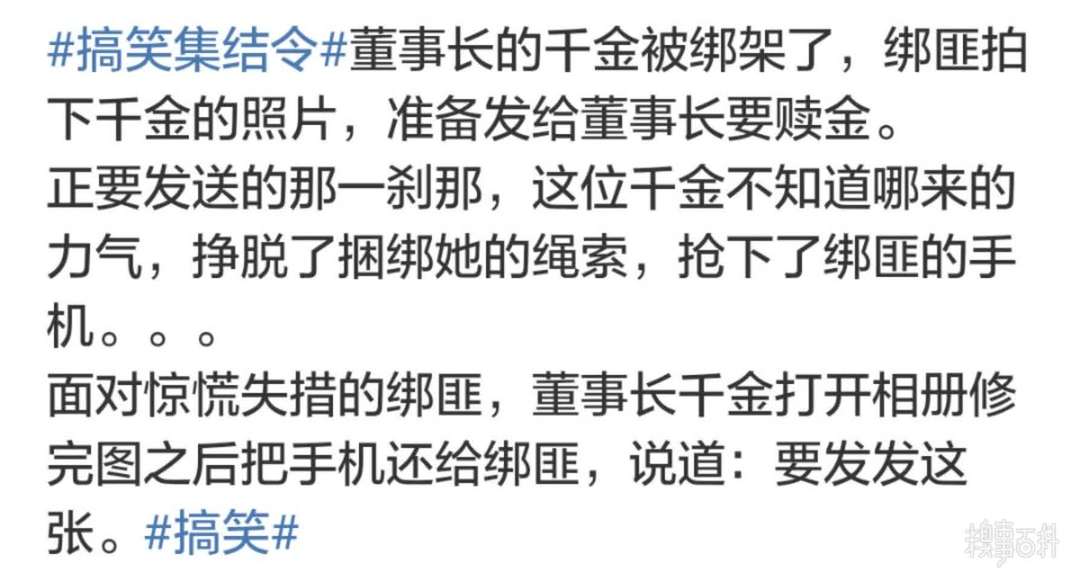 #搞笑集结令#董事长的千金被绑架了，绑匪拍
下千金的照片，准备发给董事长要赎金。
正要发送的那一刹那，这位千金不知道哪来的
力气，挣脱了捆绑她的绳索，抢下了绑匪的手
机。。。
面对惊慌失措的绑匪，董事长千金打开相册修
完图之后把手机还给绑匪，说道：要发发这
张。#搞笑#
糗事百科